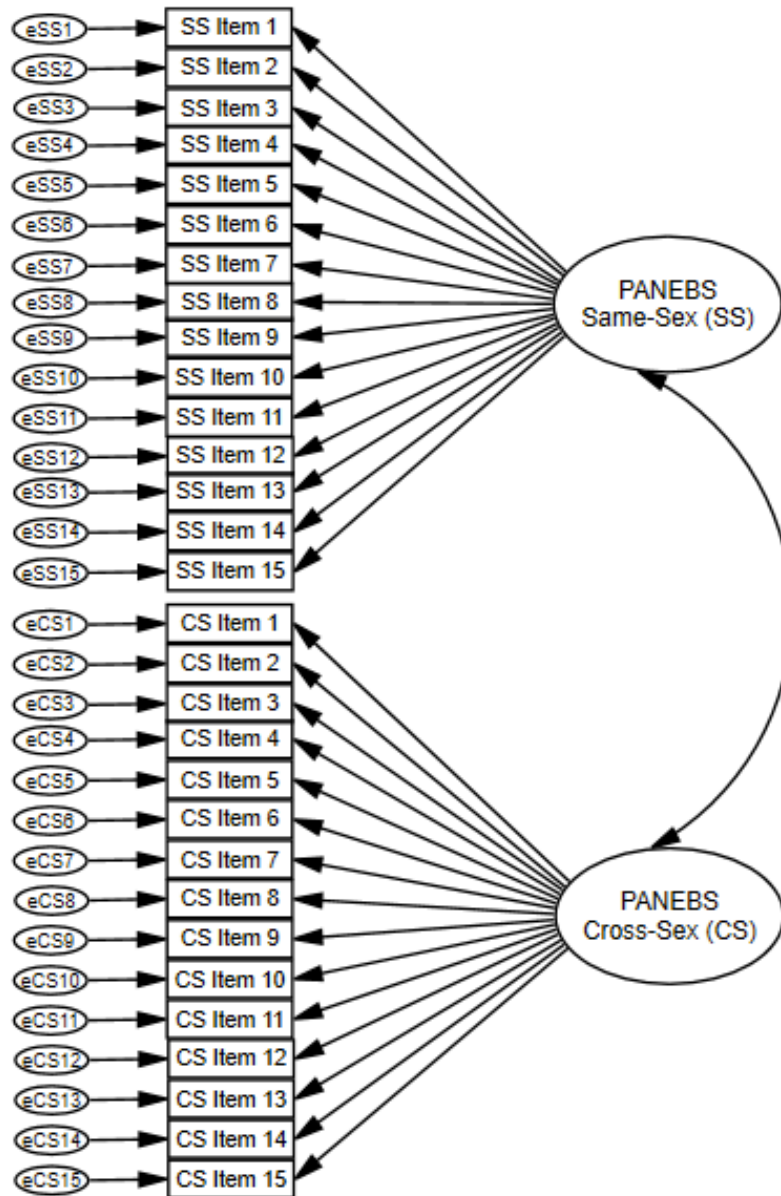 eSS1 SS Item 1
eSS2 SS Item 2
eSS3 SS Item 3
eSS4 SS Item 4
eSS5 SS Item 5
eSS6 SS Item 6
eSS7 SS Item 7
eSS8 SS Item 8
eSS9 SS Item 9
eSS10 SS Item 10
eSS11 SS Item 11
eSS12 SS Item 12
eSS13 SS Item 13
eSS14 SS Item 14
eSS15 SS Item 15
PANEBS
Same-Sex (SS)
eCS1 CS Item 1
eCS2 CS Item 2
eCS3 CS Item 3
eCS4 CS Item 4
eCS5 CS Item 5
eCS6 CS Item 6
eCS7 CS Item 7
eCS8 CS Item 8
eCS9 CS Item 9
eCS10 CS Item 10
eCS11 CS Item 11
eCS12 CS Item 12
eCS13 CS Item 13
eCS14 CS Item 14
eCS15 CS Item 15
PANEBS
Cross-Sex (CS)